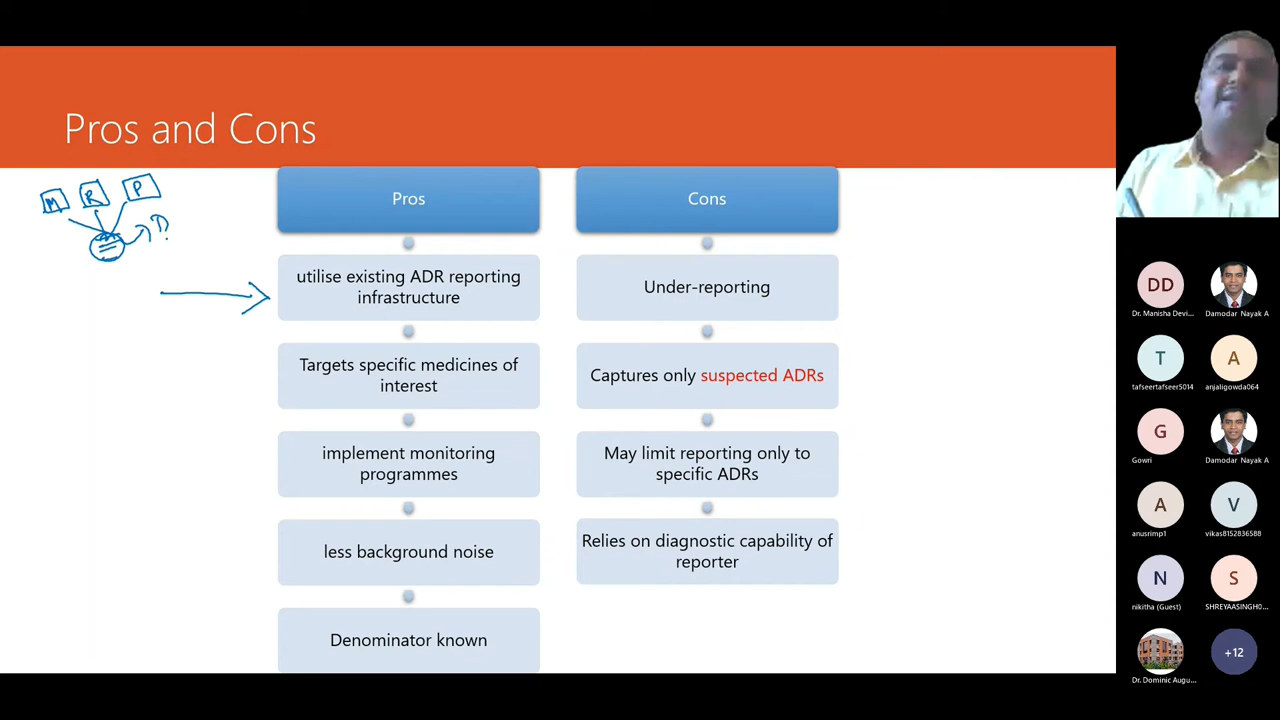 Pros and Cons
M R P
??
Pros
utilise existing ADR reporting
infrastructure
Targets specific medicines of
interest
implement monitoring
programmes
less background noise
Denominator known
Cons
Under-reporting
Captures only suspected ADRs
May limit reporting only to
specific ADRs
Relies on diagnostic capability of
reporter
DD
Dr. Manisha Devi...
Damodar Nayak A
T
tafseertafseer5014
A
anjaligowda064
G
Gowri
Damodar Nayak A
A
anusrimp1
V
vikas8152836588
N
nikitha (Guest)
S
SHREYAASINGH0...
Dr. Dominic Augu...
+12